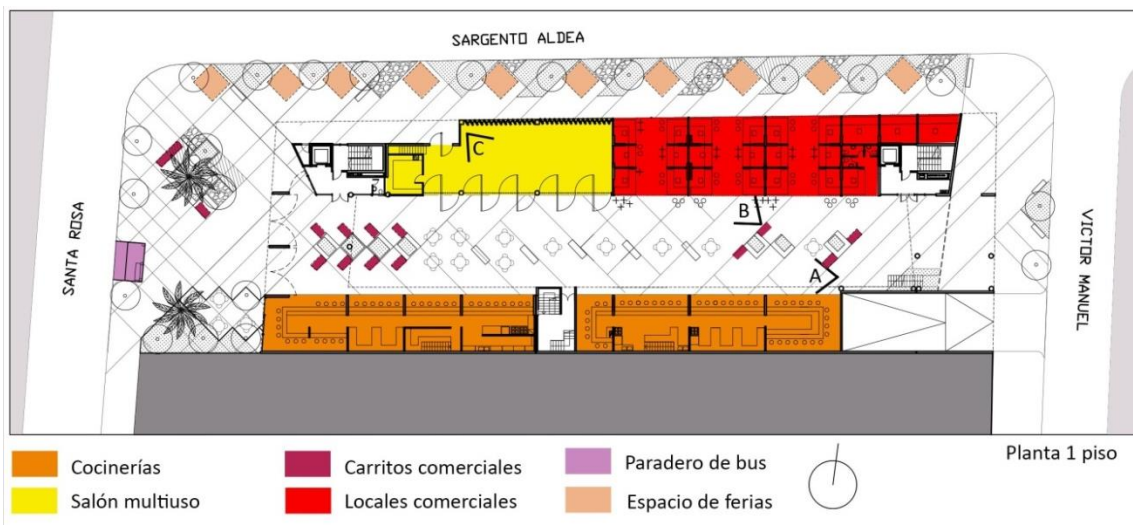 SARGENTO ALDEA
SANTA ROSA
VICTOR MANUEL
C
B
A
Cocinerías
Carritos comerciales
Paradero de bus
Planta 1 piso
Salón multiuso
Locales comerciales
Espacio de ferias